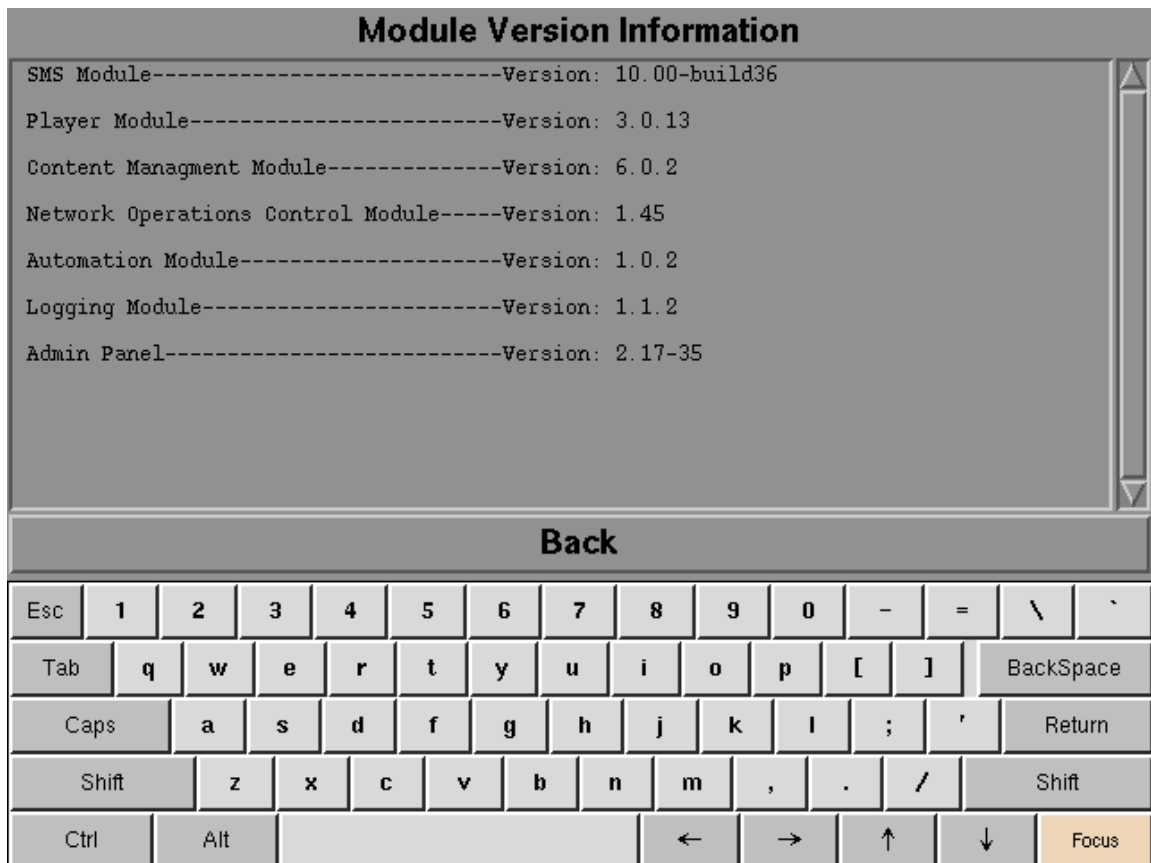 Module Version Information
SMS Module----------------------------Version: 10.00-build36
Player Module-------------------------Version: 3.0.13
Content Managment Module--------------Version: 6.0.2
Network Operations Control Module-----Version: 1.45
Automation Module---------------------Version: 1.0.2
Logging Module------------------------Version: 1.1.2
Admin Panel---------------------------Version: 2.17-35
Back
Esc 1 2 3 4 5 6 7 8 9 0 - = \ `
Tab q w e r t y u i o p [ ] BackSpace
Caps a s d f g h j k l ; ' Return
Shift z x c v b n m , . / Shift
Ctrl Alt ← → ↑ ↓ Focus